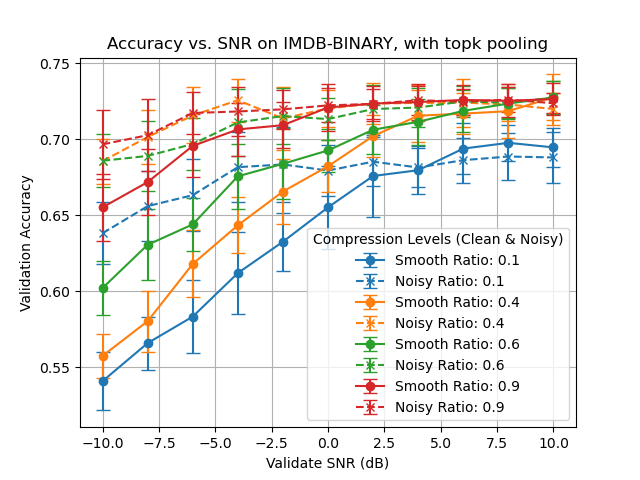 Accuracy vs. SNR on IMDB-BINARY, with topk pooling
Validation Accuracy
0.75
0.70
0.65
0.60
0.55
Compression Levels (Clean & Noisy)
Smooth Ratio: 0.1
Noisy Ratio: 0.1
Smooth Ratio: 0.4
Noisy Ratio: 0.4
Smooth Ratio: 0.6
Noisy Ratio: 0.6
Smooth Ratio: 0.9
Noisy Ratio: 0.9
−10.0 −7.5 −5.0 −2.5 0.0 2.5 5.0 7.5 10.0
Validate SNR (dB)